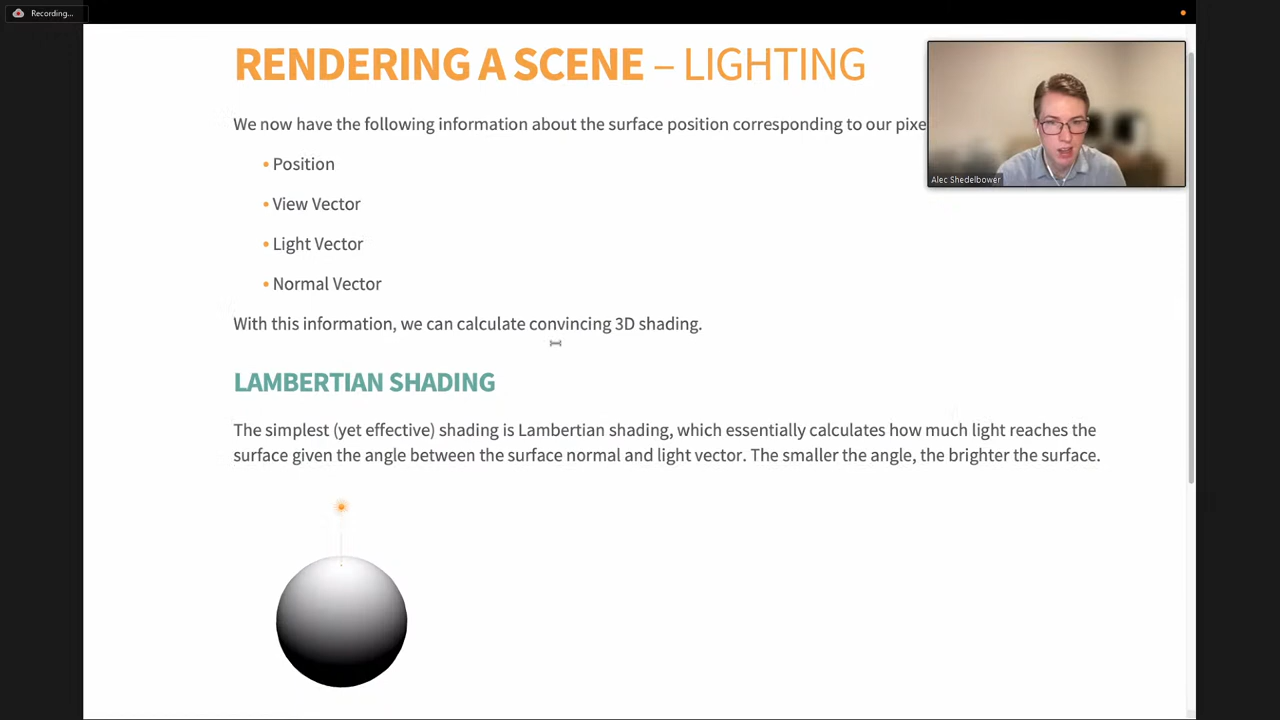 Recording...
RENDERING A SCENE – LIGHTING
We now have the following information about the surface position corresponding to our pixe
• Position
• View Vector
• Light Vector
• Normal Vector
With this information, we can calculate convincing 3D shading.
LAMBERTIAN SHADING
The simplest (yet effective) shading is Lambertian shading, which essentially calculates how much light reaches the
surface given the angle between the surface normal and light vector. The smaller the angle, the brighter the surface.
Alec Shedelbower